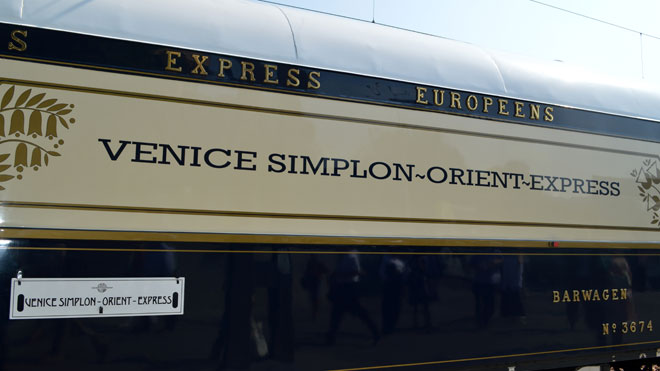 S EXPRESS EUROPEENS
VENICE SIMPLON~ORIENT~EXPRESS
VENICE SIMPLON - ORIENT - EXPRESS
BARWAGEN
Nº 3674